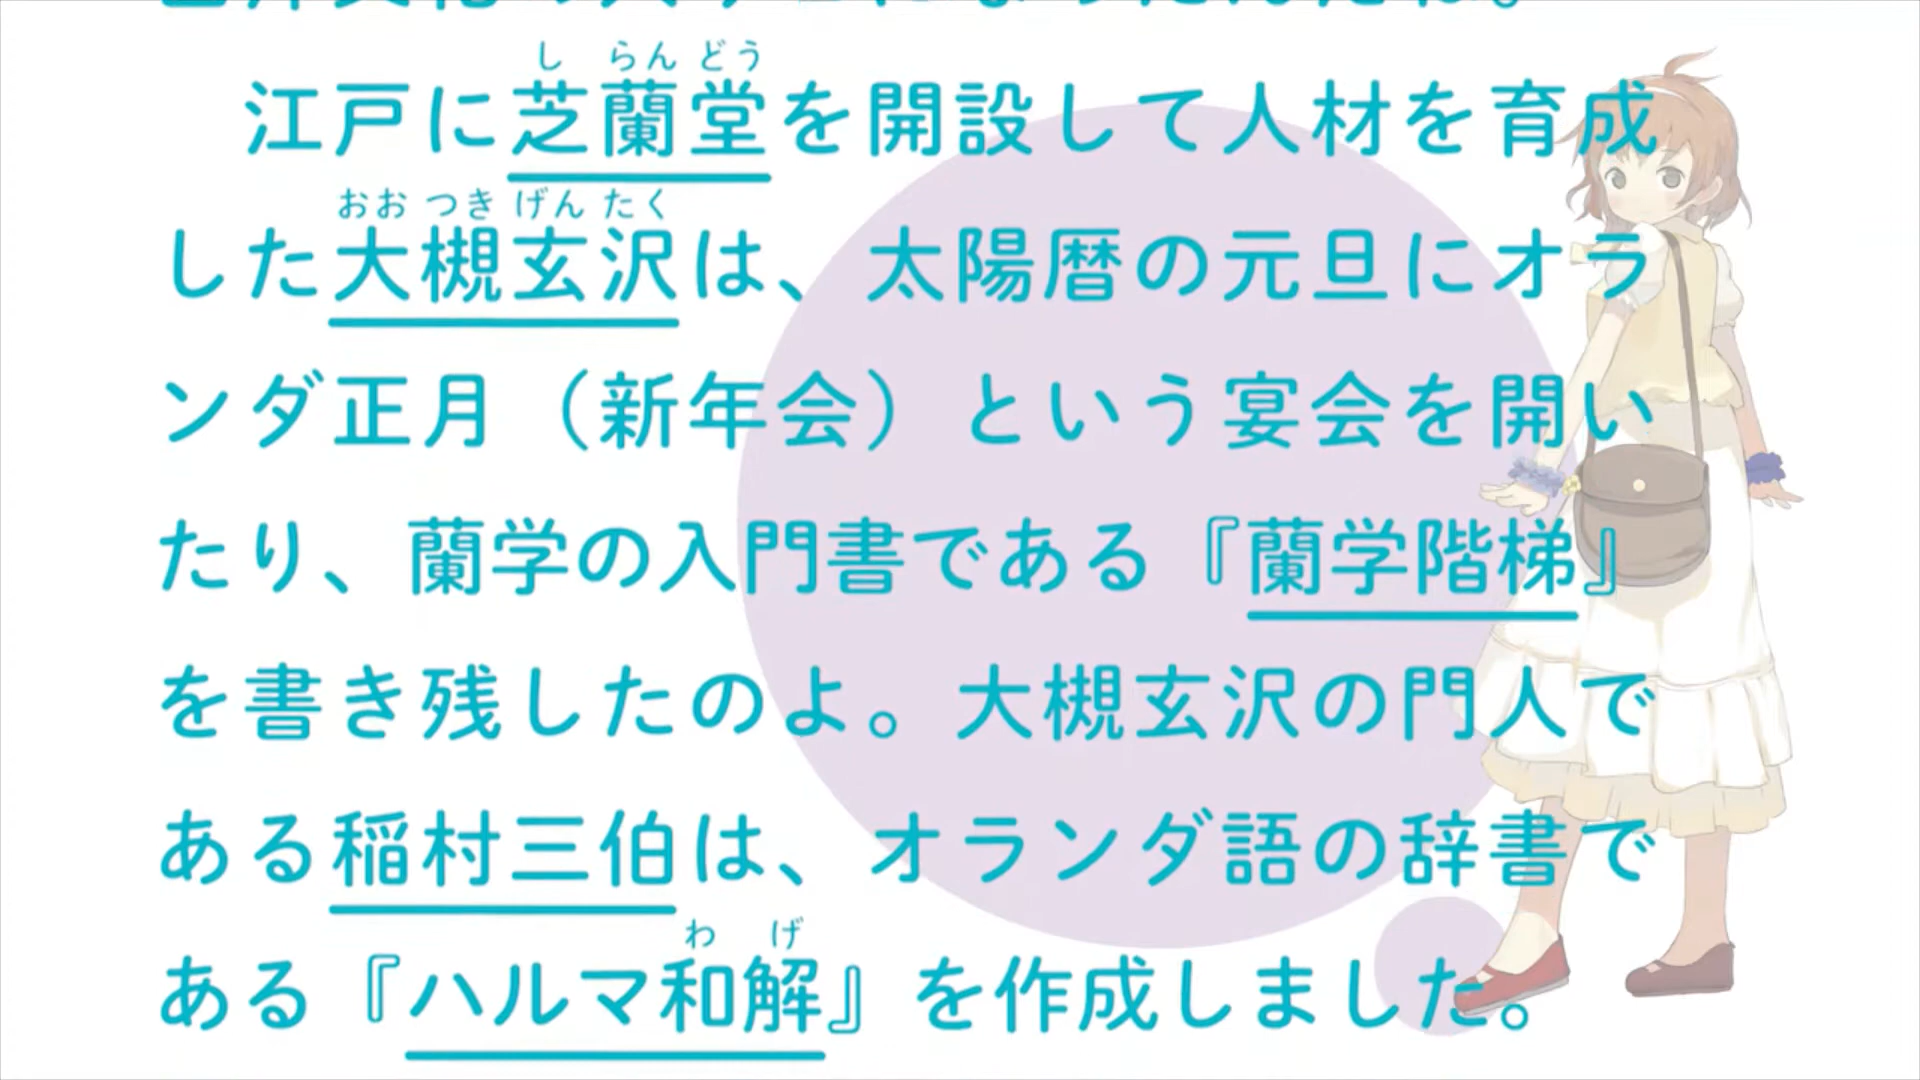 しらんどう
江戸に芝蘭堂を開設して人材を育成
おおつきげんたく
した大槻玄沢は、太陽暦の元旦にオラ
ンダ正月（新年会）という宴会を開い
たり、蘭学の入門書である『蘭学階梯』
を書き残したのよ。大槻玄沢の門人で
ある稲村三伯は、オランダ語の辞書で
わげ
ある『ハルマ和解』を作成しました。